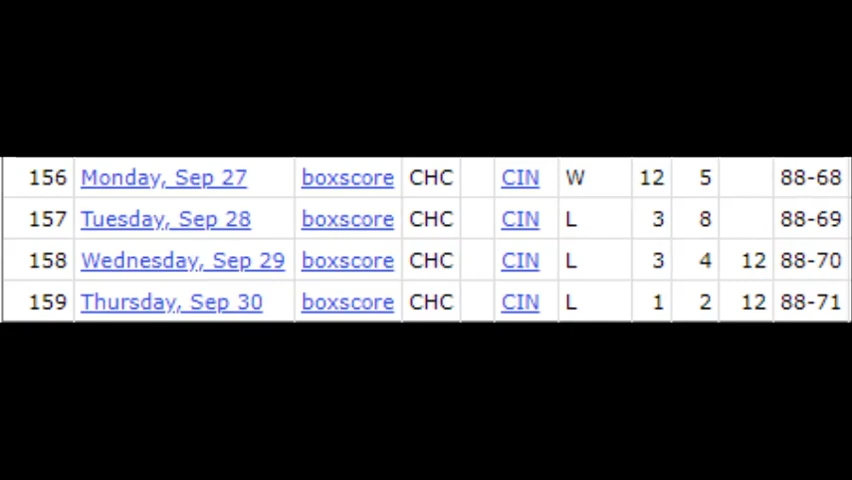 156 Monday, Sep 27 boxscore CHC CIN W 12 5 88-68
157 Tuesday, Sep 28 boxscore CHC CIN L 3 8 88-69
158 Wednesday, Sep 29 boxscore CHC CIN L 3 4 12 88-70
159 Thursday, Sep 30 boxscore CHC CIN L 1 2 12 88-71